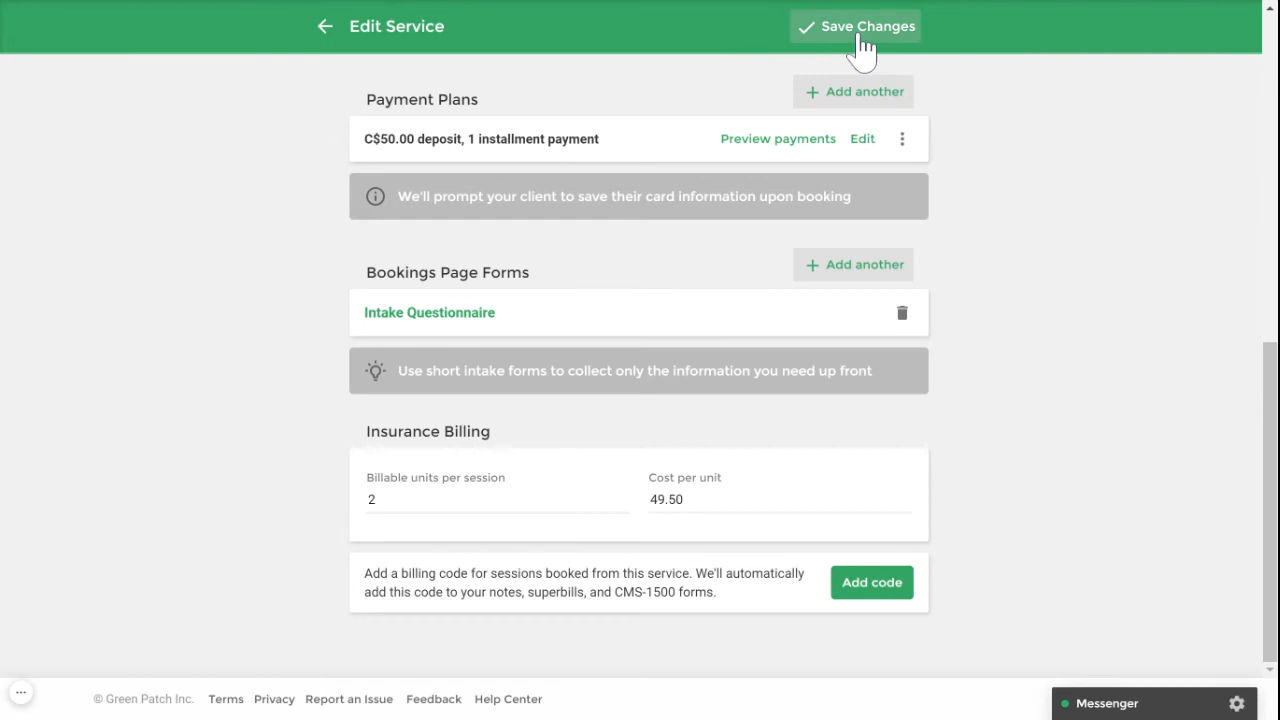 Edit Service
Save Changes
Payment Plans
Add another
C$50.00 deposit, 1 installment payment
Preview payments
Edit
We'll prompt your client to save their card information upon booking
Bookings Page Forms
Add another
Intake Questionnaire
Use short intake forms to collect only the information you need up front
Insurance Billing
Billable units per session
Cost per unit
2
49.50
Add a billing code for sessions booked from this service. We'll automatically
add this code to your notes, superbills, and CMS-1500 forms.
Add code
© Green Patch Inc.
Terms
Privacy
Report an Issue
Feedback
Help Center
Messenger